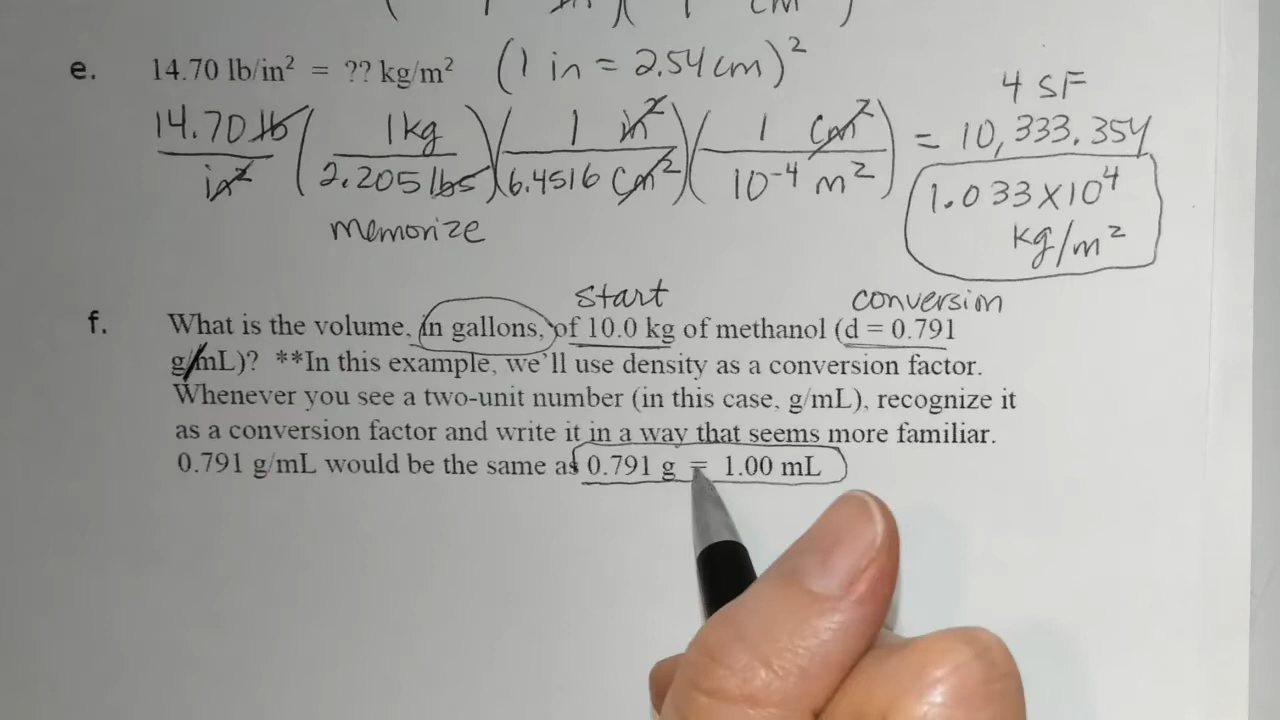 e. 14.70 lb/in² = ?? kg/m² (1 in = 2.54 cm)²
4 SF
14.70 lb/in² (1 kg/2.205 lbs)(1 in²/6.4516 cm²)(1 cm²/10⁻⁴ m²) = 10,333.354
memorize
1.033 x 10⁴
kg/m²
start conversion
f. What is the volume, in gallons, of 10.0 kg of methanol (d = 0.791
g/mL)? **In this example, we'll use density as a conversion factor.
Whenever you see a two-unit number (in this case, g/mL), recognize it
as a conversion factor and write it in a way that seems more familiar.
0.791 g/mL would be the same as 0.791 g = 1.00 mL